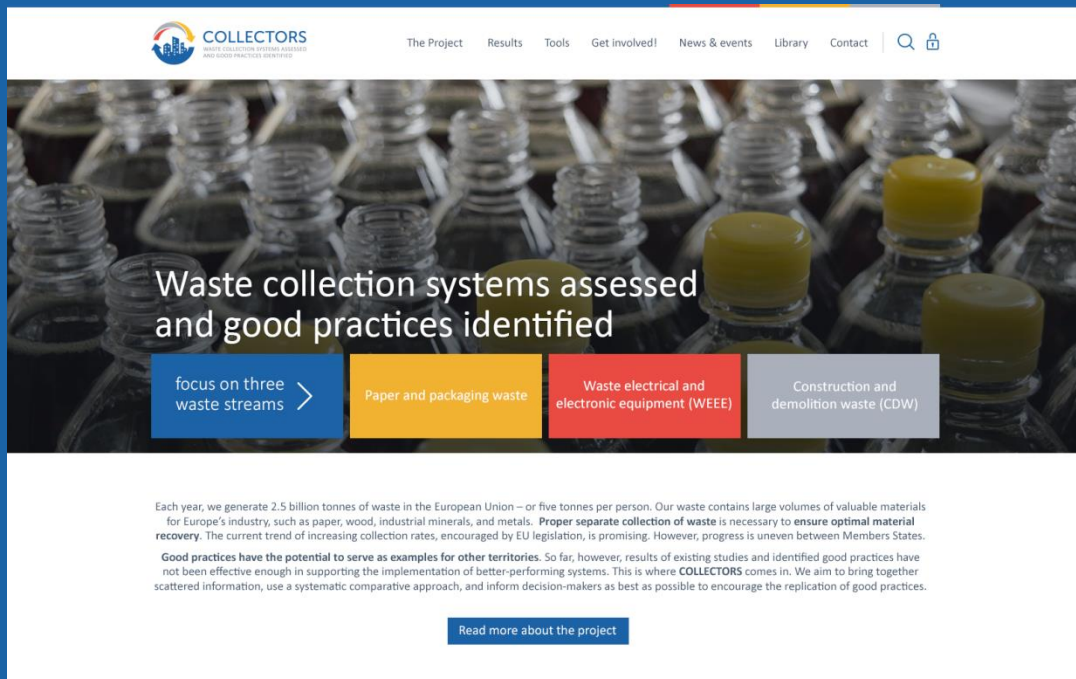 COLLECTORS
WASTE COLLECTION SYSTEMS ASSESSED
AND GOOD PRACTICES IDENTIFIED
The Project Results Tools Get involved! News & events Library Contact
Waste collection systems assessed
and good practices identified
focus on three
waste streams
Paper and packaging waste
Waste electrical and
electronic equipment (WEEE)
Construction and
demolition waste (CDW)
Each year, we generate 2.5 billion tonnes of waste in the European Union – or five tonnes per person. Our waste contains large volumes of valuable materials
for Europe's industry, such as paper, wood, industrial minerals, and metals. Proper separate collection of waste is necessary to ensure optimal material
recovery. The current trend of increasing collection rates, encouraged by EU legislation, is promising. However, progress is uneven between Members States.
Good practices have the potential to serve as examples for other territories. So far, however, results of existing studies and identified good practices have
not been effective enough in supporting the implementation of better-performing systems. This is where COLLECTORS comes in. We aim to bring together
scattered information, use a systematic comparative approach, and inform decision-makers as best as possible to encourage the replication of good practices.
Read more about the project